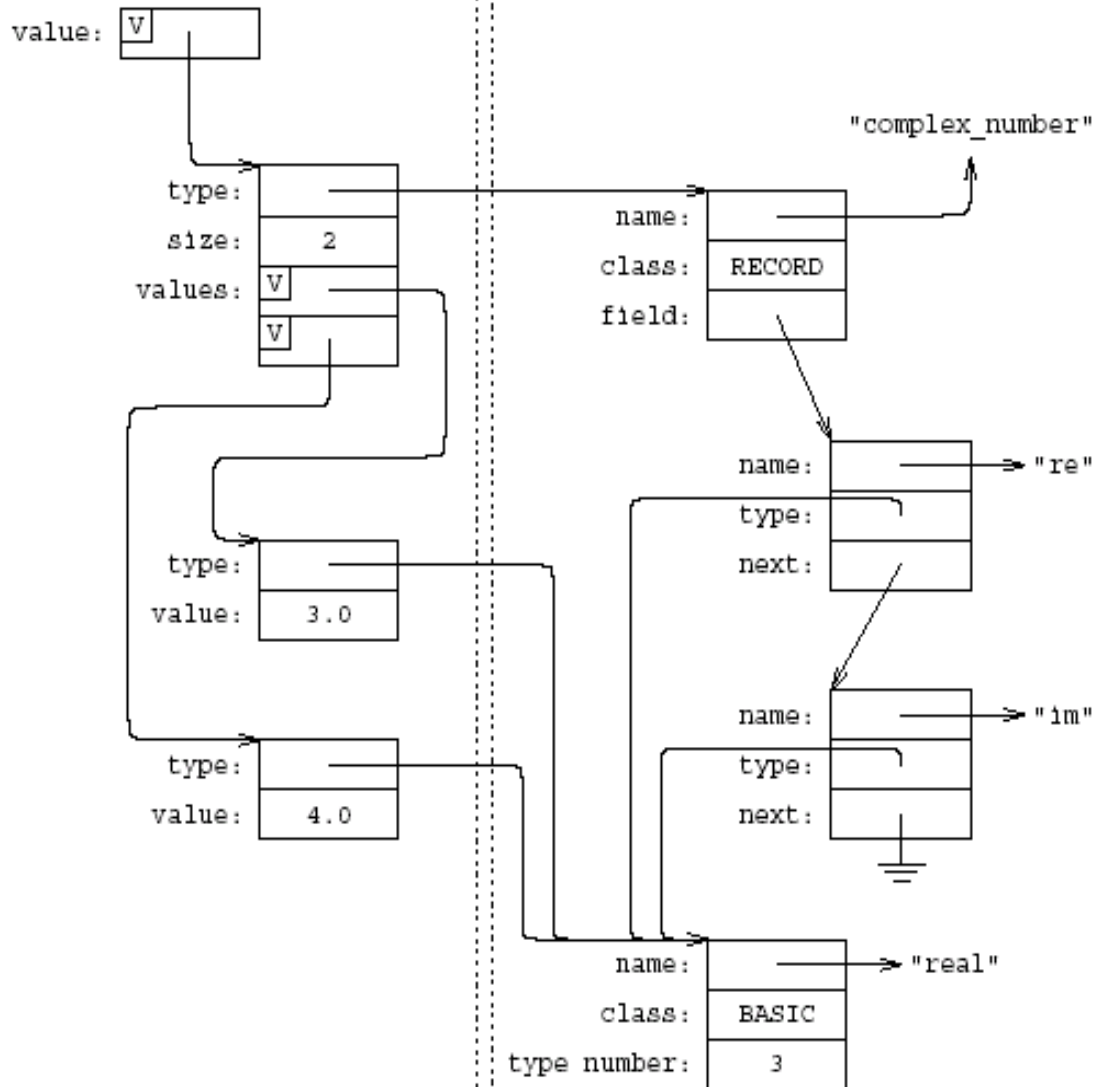 value: V
"complex_number"
type:
size: 2
values: V
V
name:
class: RECORD
field:
name: "re"
type:
next:
type:
value: 3.0
name: "im"
type:
next:
type:
value: 4.0
name: "real"
class: BASIC
type number: 3